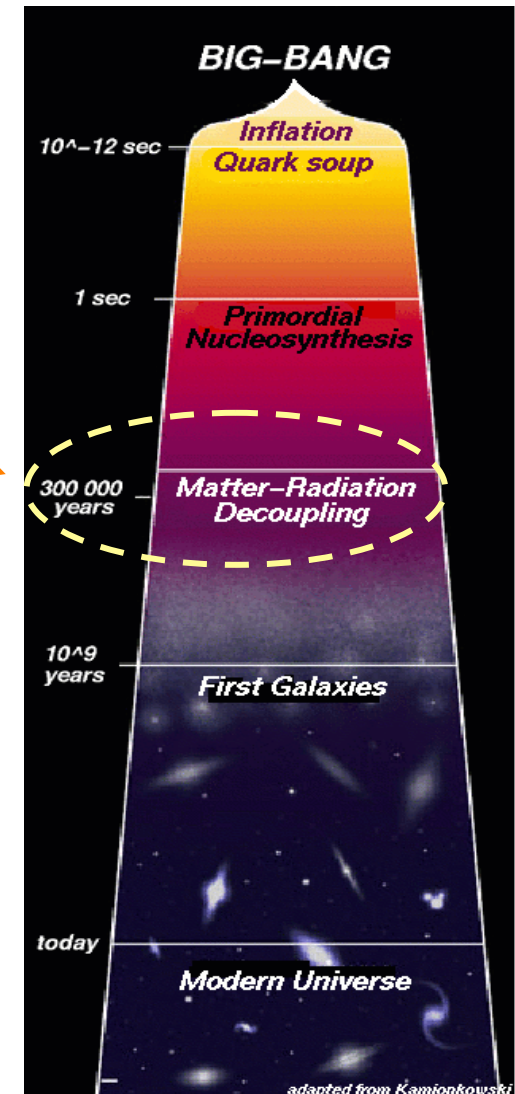 BIG-BANG
Inflation
10^-12 sec
Quark soup
1 sec
Primordial
Nucleosynthesis
300 000
years
Matter-Radiation
Decoupling
10^9
years
First Galaxies
today
Modern Universe
adapted from Kamionkowski